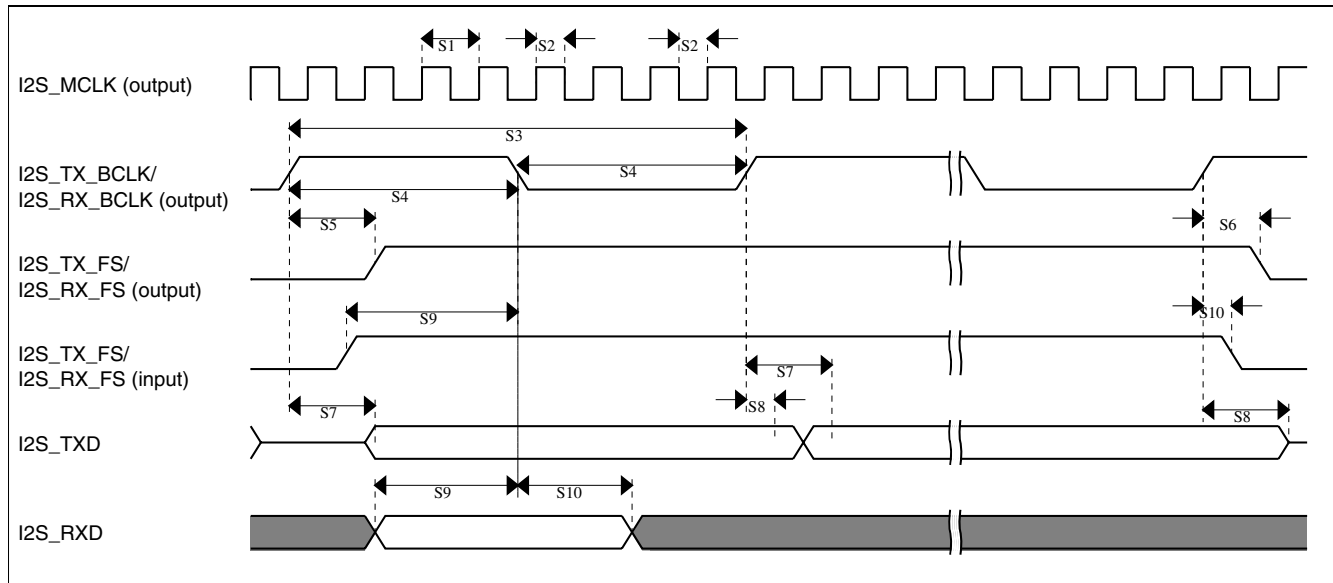 S1
S2
S2
I2S_MCLK (output)
S3
I2S_TX_BCLK/
I2S_RX_BCLK (output)
S4
S4
S5
S6
I2S_TX_FS/
I2S_RX_FS (output)
S9
S10
I2S_TX_FS/
I2S_RX_FS (input)
S7
S7
S8
S8
I2S_TXD
S9
S10
I2S_RXD